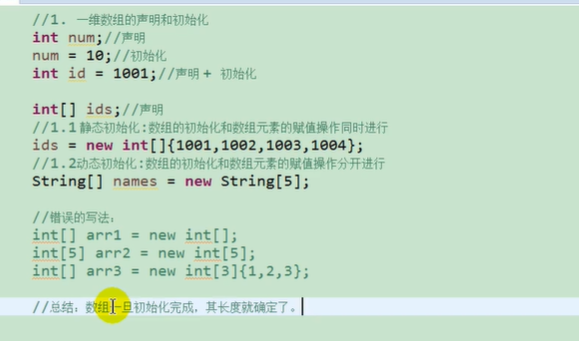 //1. 一维数组的声明和初始化
int num;//声明
num = 10;//初始化
int id = 1001;//声明 + 初始化
int[] ids;//声明
//1.1 静态初始化:数组的初始化和数组元素的赋值操作同时进行
ids = new int[]{1001,1002,1003,1004};
//1.2动态初始化:数组的初始化和数组元素的赋值操作分开进行
String[] names = new String[5];
//错误的写法:
int[] arr1 = new int[];
int[5] arr2 = new int[5];
int[] arr3 = new int[3]{1,2,3};
//总结: 数组一旦初始化完成，其长度就确定了。